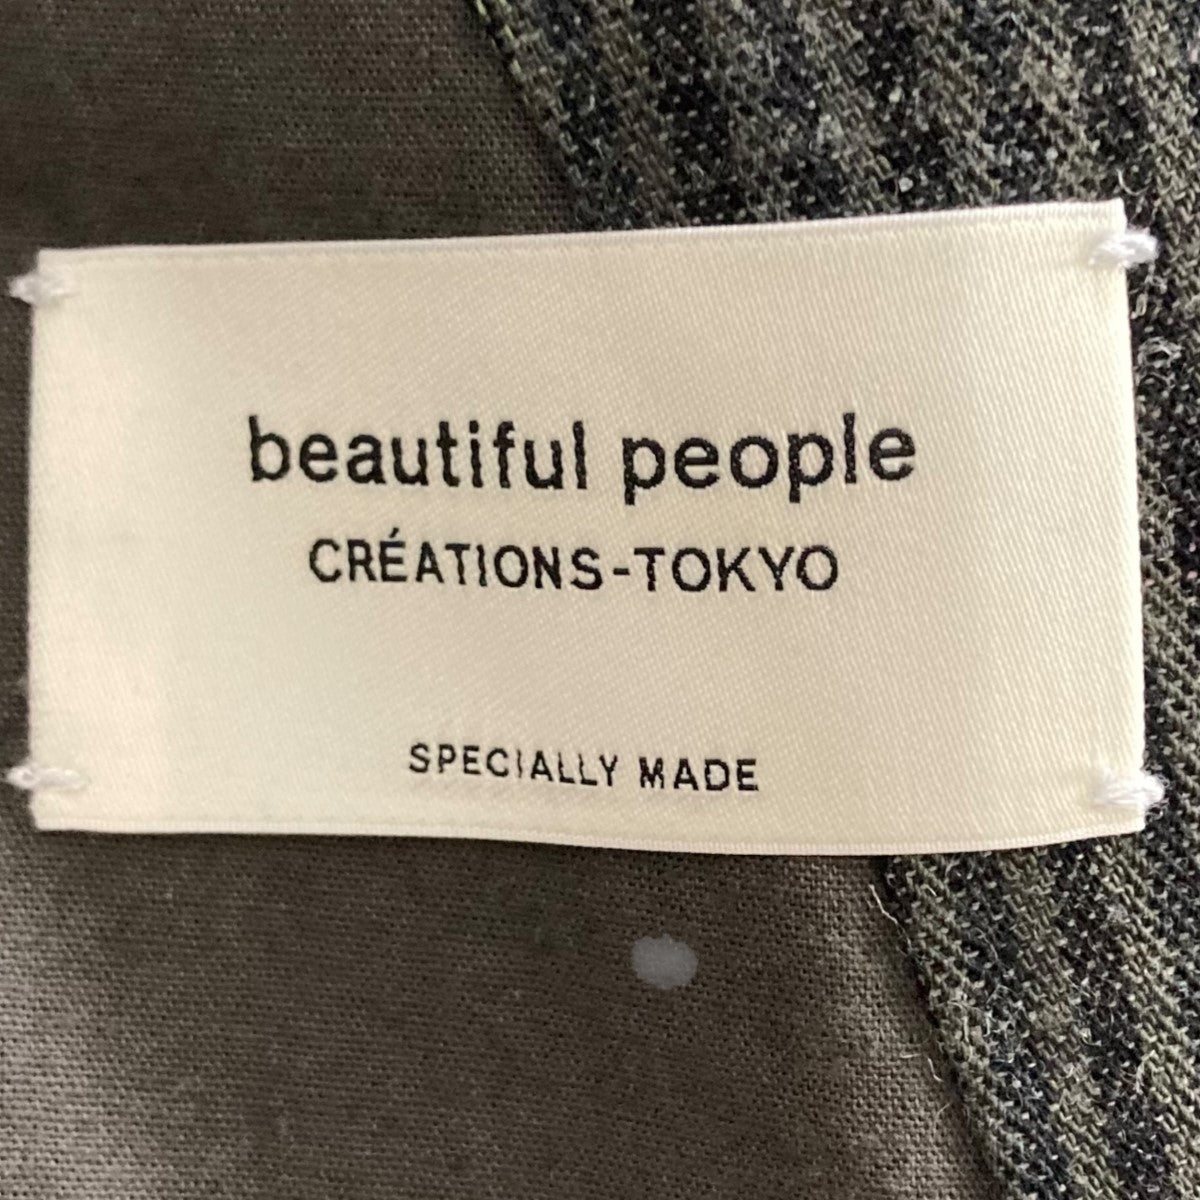 beautiful people
CRÉATIONS-TOKYO
SPECIALLY MADE